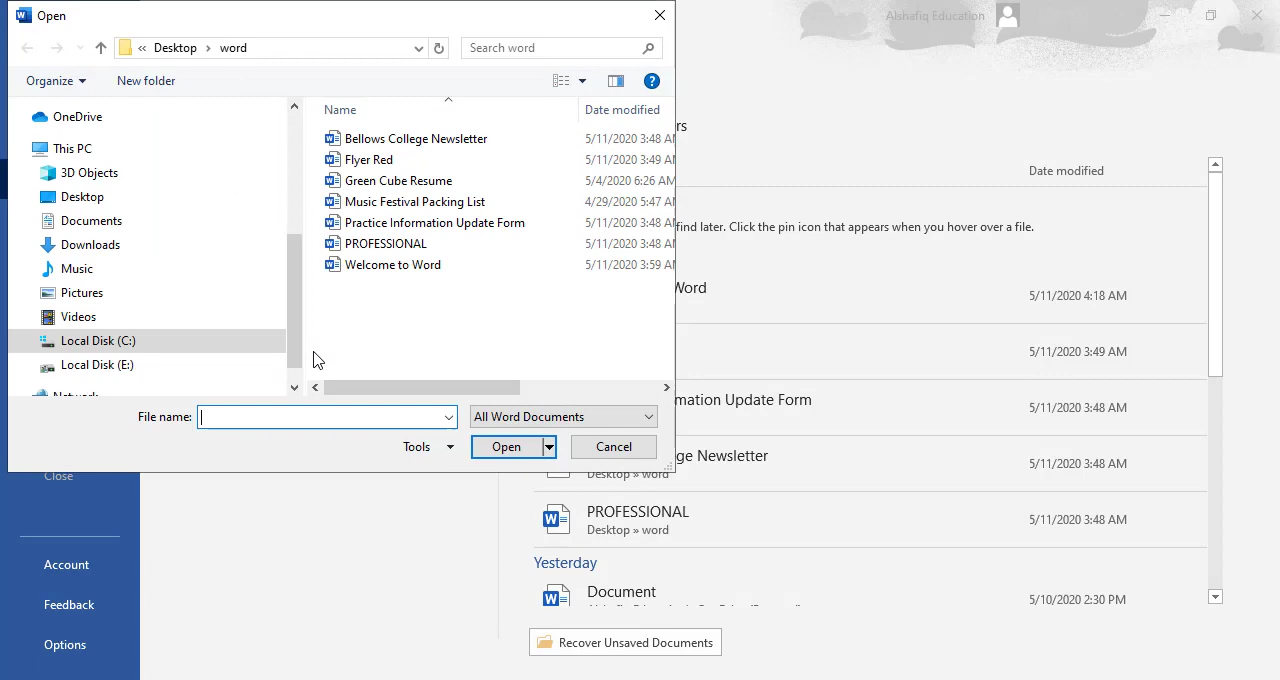 Open
Alshafiq Education
« Desktop › word
Search word
Organize
New folder
OneDrive
This PC
3D Objects
Desktop
Documents
Downloads
Music
Pictures
Videos
Local Disk (C:)
Local Disk (E:)
Name Date modified
Bellows College Newsletter 5/11/2020 3:48 AM
Flyer Red 5/11/2020 3:49 AM
Green Cube Resume 5/4/2020 6:26 AM
Music Festival Packing List 4/29/2020 5:47 AM
Practice Information Update Form 5/11/2020 3:48 AM
PROFESSIONAL 5/11/2020 3:48 AM
Welcome to Word 5/11/2020 3:59 AM
File name:
All Word Documents
Tools
Open
Cancel
rs
Date modified
find later. Click the pin icon that appears when you hover over a file.
Word
5/11/2020 4:18 AM
5/11/2020 3:49 AM
mation Update Form
5/11/2020 3:48 AM
ge Newsletter
Desktop » word
5/11/2020 3:48 AM
PROFESSIONAL
Desktop » word
5/11/2020 3:48 AM
Yesterday
Document
5/10/2020 2:30 PM
Recover Unsaved Documents
Close
Account
Feedback
Options